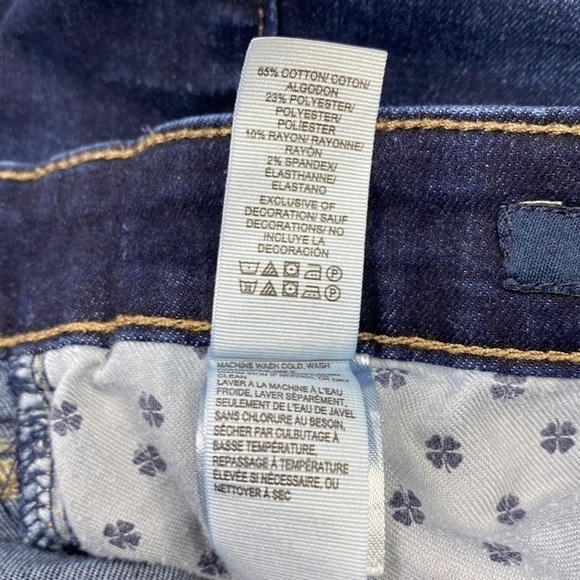 65% COTTON/ COTON/
ALGODON
23% POLYESTER/
POLYESTER/
POLIÉSTER
10% RAYON/ RAYONNE/
RAYÓN
2% SPANDEX/
ÉLASTHANNE/
ELASTANO
EXCLUSIVE OF
DECORATION/ SAUF
DÉCORATIONS/ NO
INCLUYE LA
DECORACIÓN
MACHINE WASH COLD, WASH
CLEAN
LAVER À LA MACHINE À L'EAU
FROIDE, LAVER SÉPARÉMENT.
SEULEMENT DE L'EAU DE JAVEL
SANS CHLORURE AU BESOIN.
SÉCHER PAR CULBUTAGE À
BASSE TEMPÉRATURE.
REPASSAGE À TEMPÉRATURE
ÉLEVÉE SI NÉCESSAIRE. OU
NETTOYER À SEC